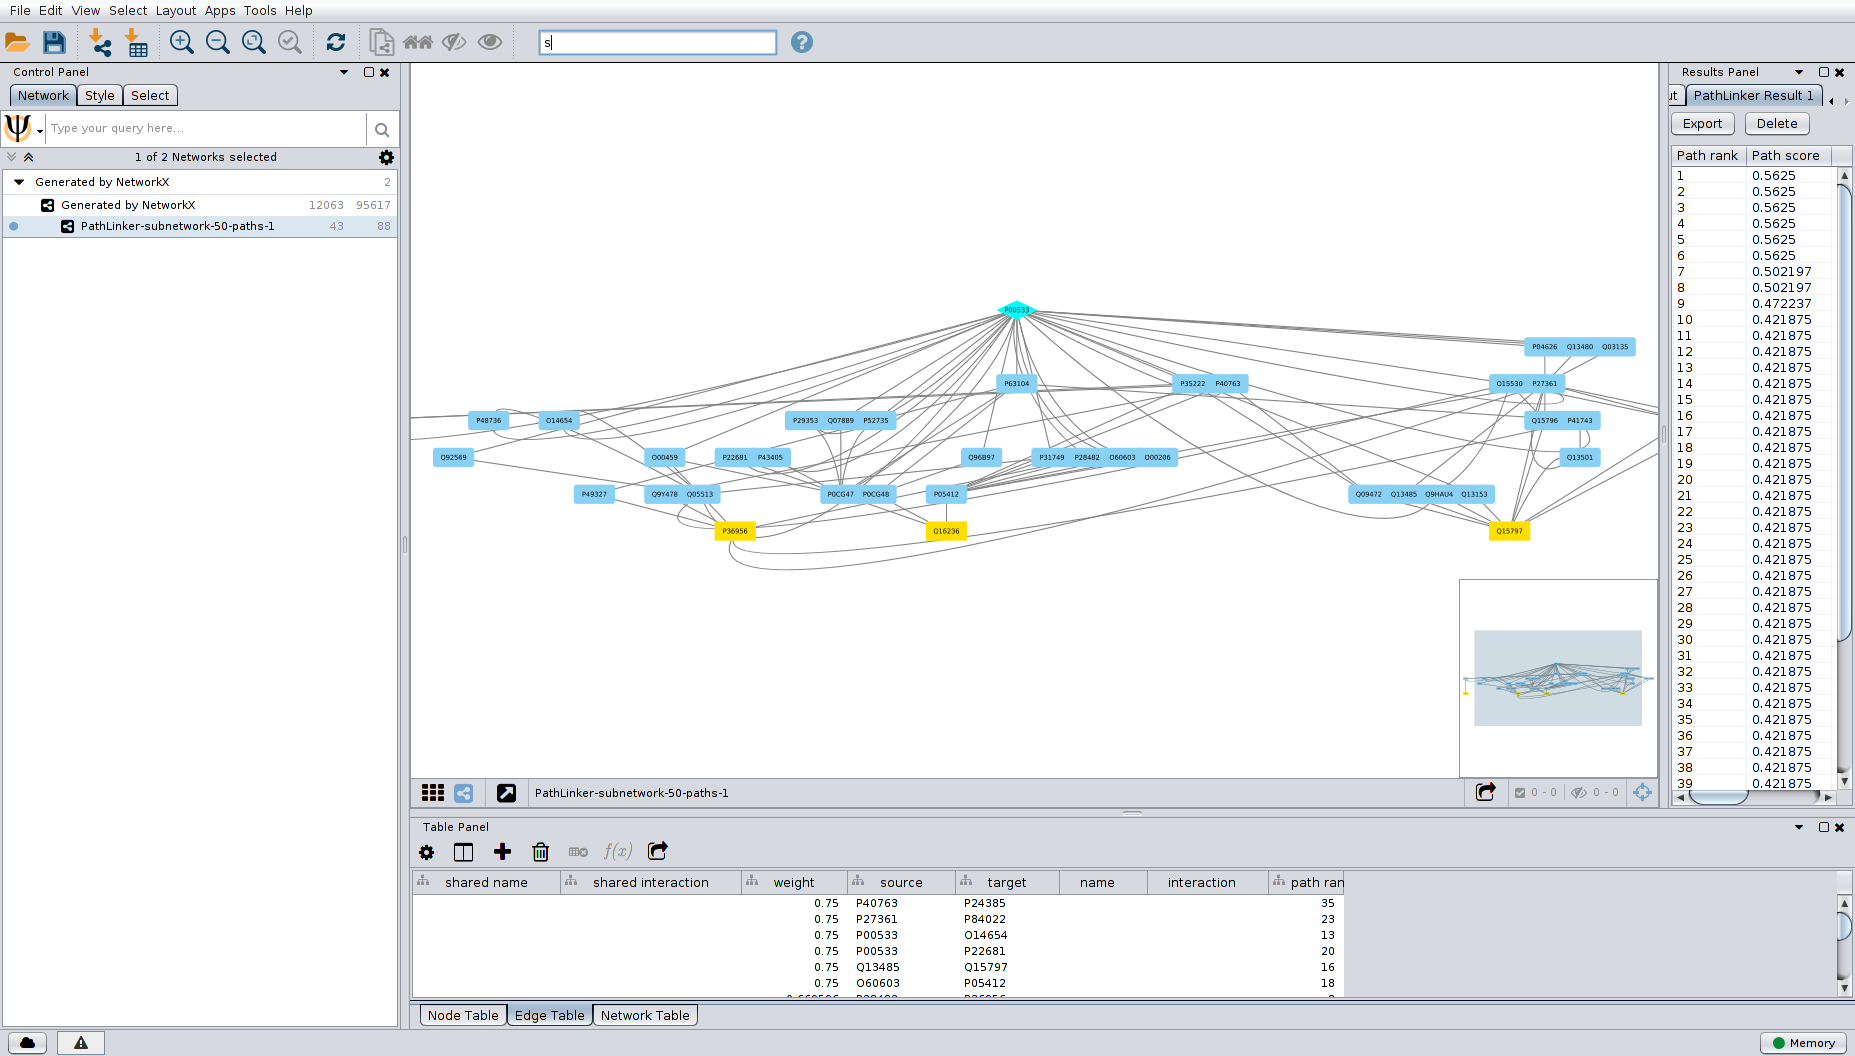 File Edit View Select Layout Apps Tools Help
s
Control Panel
Network Style Select
Type your query here...
1 of 2 Networks selected
Generated by NetworkX 2
Generated by NetworkX 12063 95617
PathLinker-subnetwork-50-paths-1 43 88
P00533
P04626 Q13480 Q03135
P63104 P35222 P40763 O15530 P27361
P48736 O14654 P29353 Q07889 P52735 Q15796 P41743
Q92569 O00459 P22681 P43405 Q96B97 P31749 P28482 O60603 O00206 Q13501
P49327 Q9Y478 Q05513 P0CG47 P0CG48 P05412 Q09472 Q13485 Q9HAU4 Q13153
P36956 Q16236 Q15797
PathLinker-subnetwork-50-paths-1
0 - 0 0 - 0
Results Panel
ut PathLinker Result 1
Export Delete
Path rank Path score
1 0.5625
2 0.5625
3 0.5625
4 0.5625
5 0.5625
6 0.5625
7 0.502197
8 0.502197
9 0.472237
10 0.421875
11 0.421875
12 0.421875
13 0.421875
14 0.421875
15 0.421875
16 0.421875
17 0.421875
18 0.421875
19 0.421875
20 0.421875
21 0.421875
22 0.421875
23 0.421875
24 0.421875
25 0.421875
26 0.421875
27 0.421875
28 0.421875
29 0.421875
30 0.421875
31 0.421875
32 0.421875
33 0.421875
34 0.421875
35 0.421875
36 0.421875
37 0.421875
38 0.421875
39 0.421875
Table Panel
f(x)
shared name shared interaction weight source target name interaction path ran
0.75 P40763 P24385 35
0.75 P27361 P84022 23
0.75 P00533 O14654 13
0.75 P00533 P22681 20
0.75 Q13485 Q15797 16
0.75 O60603 P05412 18
Node Table Edge Table Network Table
Memory